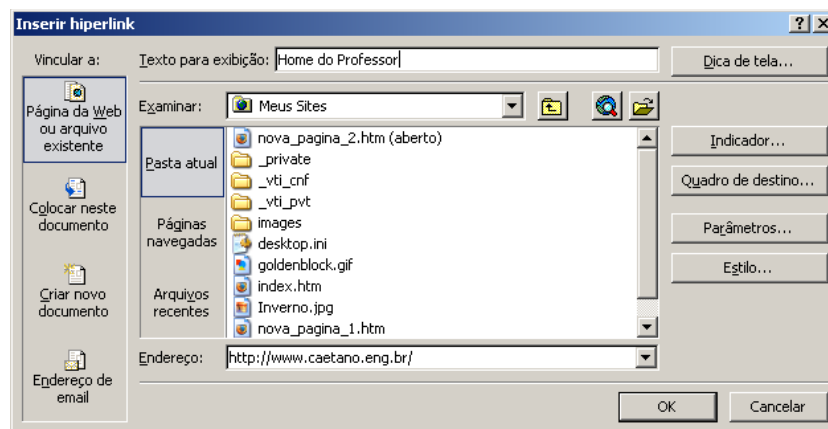 Inserir hiperlink
Vincular a:
Texto para exibição: Home do Professor
Dica de tela...
Página da Web
ou arquivo
existente
Examinar: Meus Sites
Pasta atual
nova_pagina_2.htm (aberto)
_private
_vti_cnf
_vti_pvt
images
desktop.ini
goldenblock.gif
index.htm
Inverno.jpg
nova_pagina_1.htm
Indicador...
Quadro de destino...
Parâmetros...
Estilo...
Colocar neste
documento
Páginas
navegadas
Criar novo
documento
Arquivos
recentes
Endereço de
email
Endereço: http://www.caetano.eng.br/
OK
Cancelar